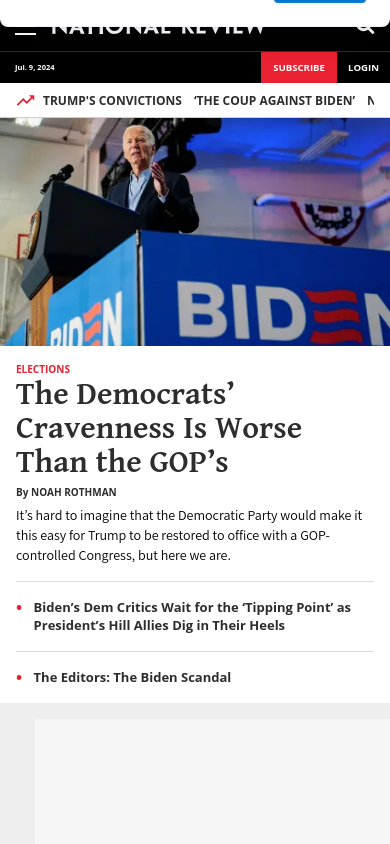 NATIONAL REVIEW
Jul. 9, 2024
SUBSCRIBE
LOGIN
TRUMP'S CONVICTIONS
‘THE COUP AGAINST BIDEN’
N
BIDEN
BIDEN
ELECTIONS
The Democrats’
Cravenness Is Worse
Than the GOP’s
By NOAH ROTHMAN
It’s hard to imagine that the Democratic Party would make it
this easy for Trump to be restored to office with a GOP-
controlled Congress, but here we are.
Biden’s Dem Critics Wait for the ‘Tipping Point’ as
President’s Hill Allies Dig in Their Heels
The Editors: The Biden Scandal